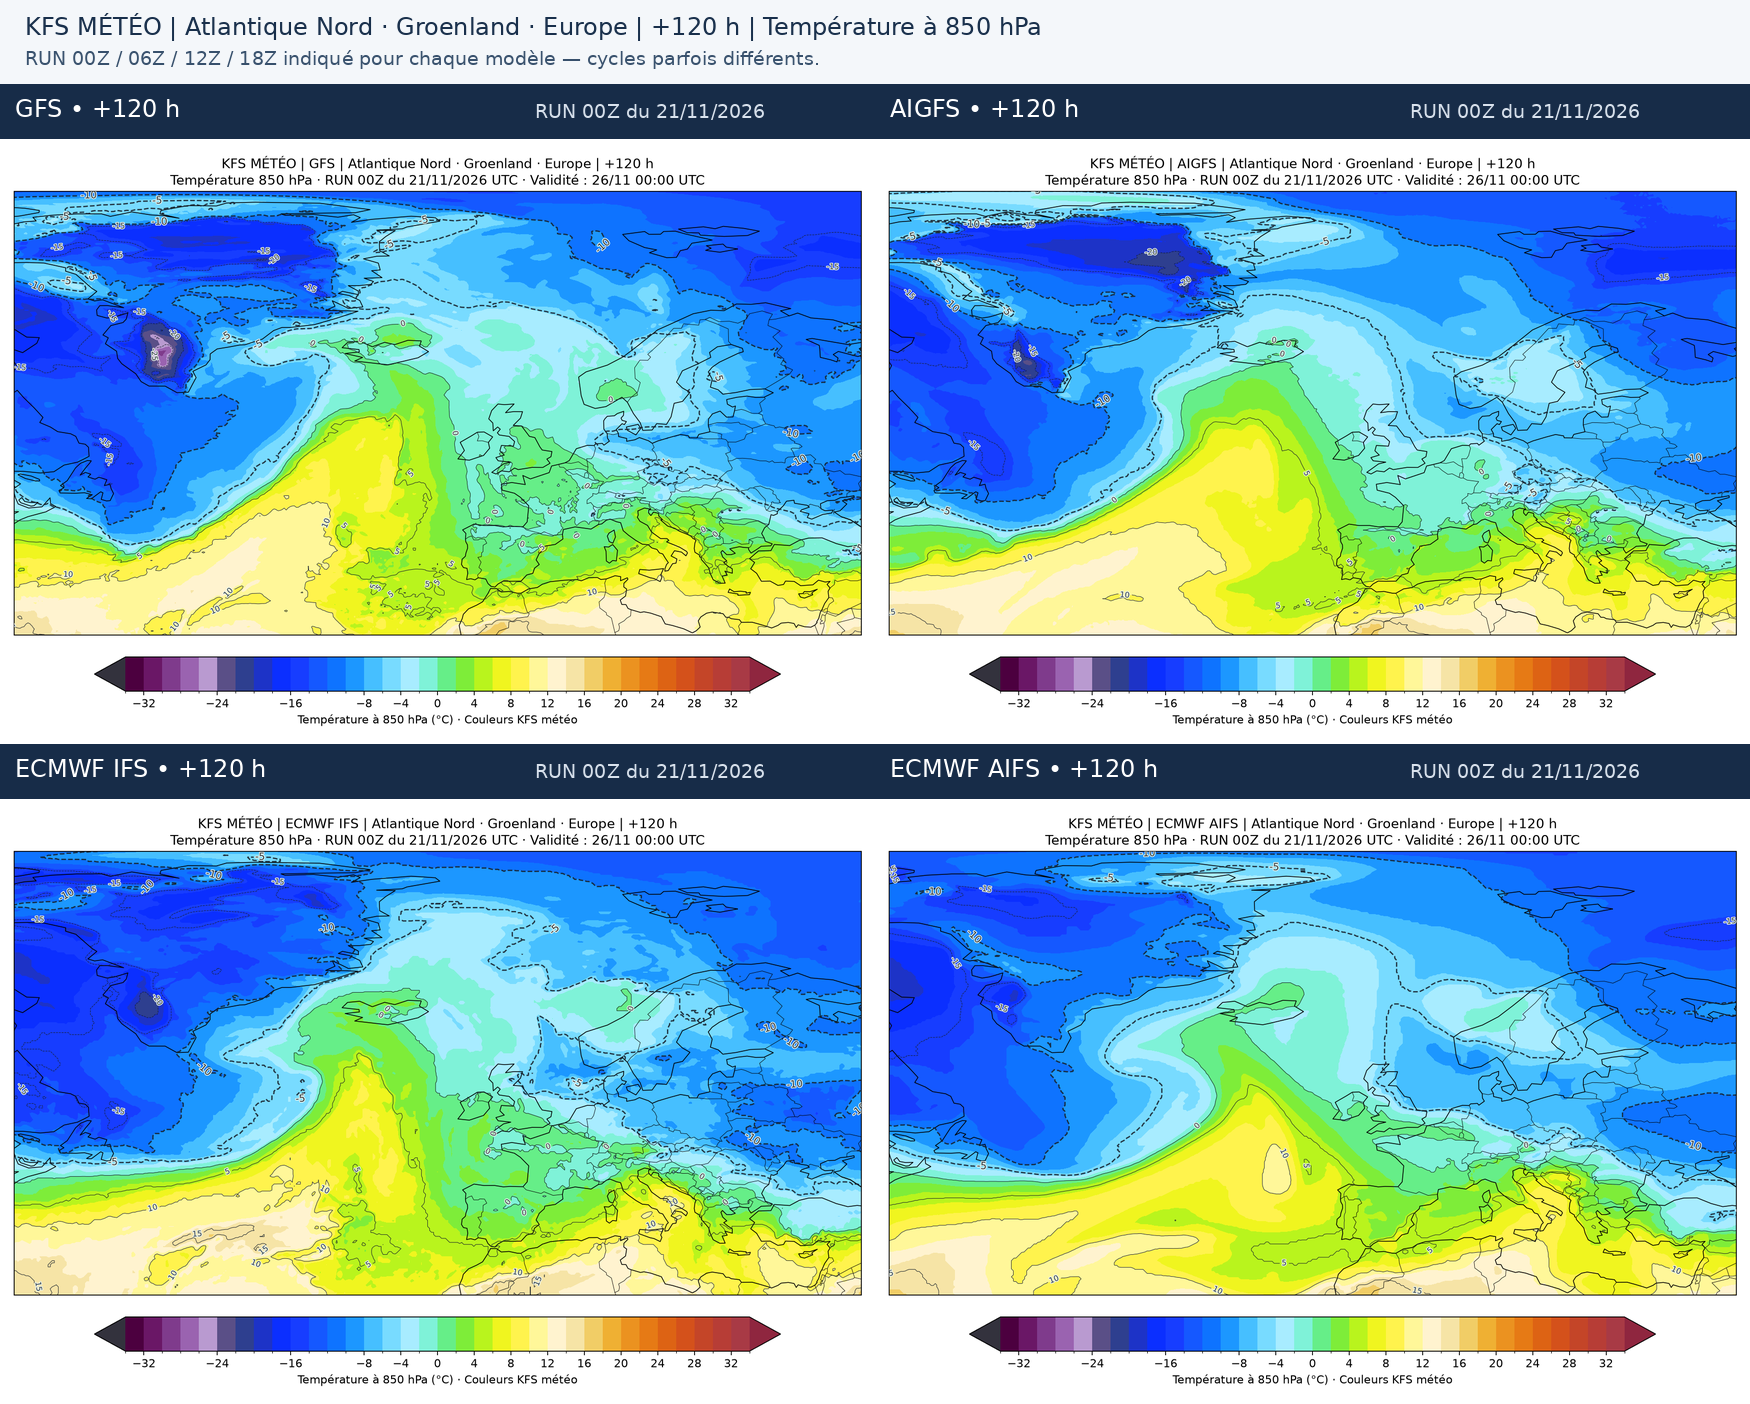 KFS MÉTÉO | Atlantique Nord · Groenland · Europe | +120 h | Température à 850 hPa
RUN 00Z / 06Z / 12Z / 18Z indiqué pour chaque modèle — cycles parfois différents.
GFS • +120 h
RUN 00Z du 21/11/2026
KFS MÉTÉO | GFS | Atlantique Nord · Groenland · Europe | +120 h
Température 850 hPa · RUN 00Z du 21/11/2026 UTC · Validité : 26/11 00:00 UTC
−32 −24 −16 −8 −4 0 4 8 12 16 20 24 28 32
Température à 850 hPa (°C) · Couleurs KFS météo
AIGFS • +120 h
RUN 00Z du 21/11/2026
KFS MÉTÉO | AIGFS | Atlantique Nord · Groenland · Europe | +120 h
Température 850 hPa · RUN 00Z du 21/11/2026 UTC · Validité : 26/11 00:00 UTC
−32 −24 −16 −8 −4 0 4 8 12 16 20 24 28 32
Température à 850 hPa (°C) · Couleurs KFS météo
ECMWF IFS • +120 h
RUN 00Z du 21/11/2026
KFS MÉTÉO | ECMWF IFS | Atlantique Nord · Groenland · Europe | +120 h
Température 850 hPa · RUN 00Z du 21/11/2026 UTC · Validité : 26/11 00:00 UTC
−32 −24 −16 −8 −4 0 4 8 12 16 20 24 28 32
Température à 850 hPa (°C) · Couleurs KFS météo
ECMWF AIFS • +120 h
RUN 00Z du 21/11/2026
KFS MÉTÉO | ECMWF AIFS | Atlantique Nord · Groenland · Europe | +120 h
Température 850 hPa · RUN 00Z du 21/11/2026 UTC · Validité : 26/11 00:00 UTC
−32 −24 −16 −8 −4 0 4 8 12 16 20 24 28 32
Température à 850 hPa (°C) · Couleurs KFS météo